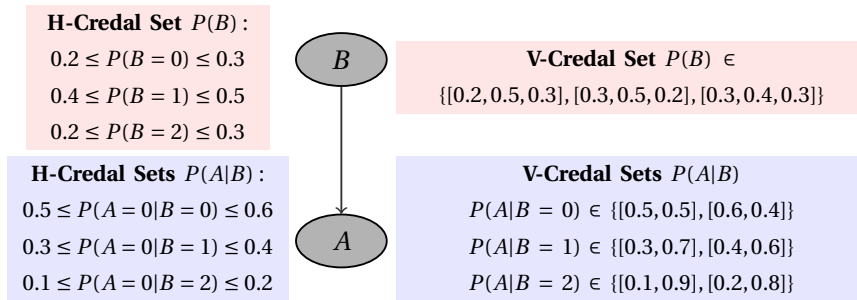 H-Credal Set P(B) :
0.2 ≤ P(B = 0) ≤ 0.3
0.4 ≤ P(B = 1) ≤ 0.5
0.2 ≤ P(B = 2) ≤ 0.3
B
V-Credal Set P(B) ∈
{[0.2, 0.5, 0.3], [0.3, 0.5, 0.2], [0.3, 0.4, 0.3]}
H-Credal Sets P(A|B) :
0.5 ≤ P(A = 0|B = 0) ≤ 0.6
0.3 ≤ P(A = 0|B = 1) ≤ 0.4
0.1 ≤ P(A = 0|B = 2) ≤ 0.2
A
V-Credal Sets P(A|B)
P(A|B = 0) ∈ {[0.5, 0.5], [0.6, 0.4]}
P(A|B = 1) ∈ {[0.3, 0.7], [0.4, 0.6]}
P(A|B = 2) ∈ {[0.1, 0.9], [0.2, 0.8]}